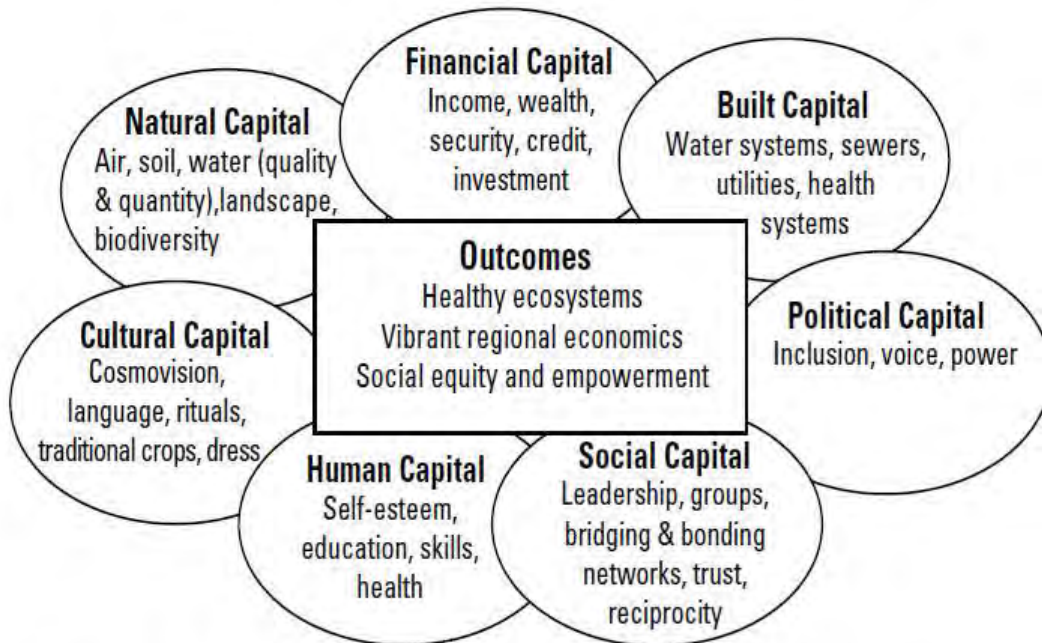 Financial Capital
Income, wealth,
security, credit,
investment
Natural Capital
Air, soil, water (quality
& quantity),landscape,
biodiversity
Built Capital
Water systems, sewers,
utilities, health
systems
Outcomes
Healthy ecosystems
Vibrant regional economics
Social equity and empowerment
Cultural Capital
Cosmovision,
language, rituals,
traditional crops, dress
Political Capital
Inclusion, voice, power
Human Capital
Self-esteem,
education, skills,
health
Social Capital
Leadership, groups,
bridging & bonding
networks, trust,
reciprocity